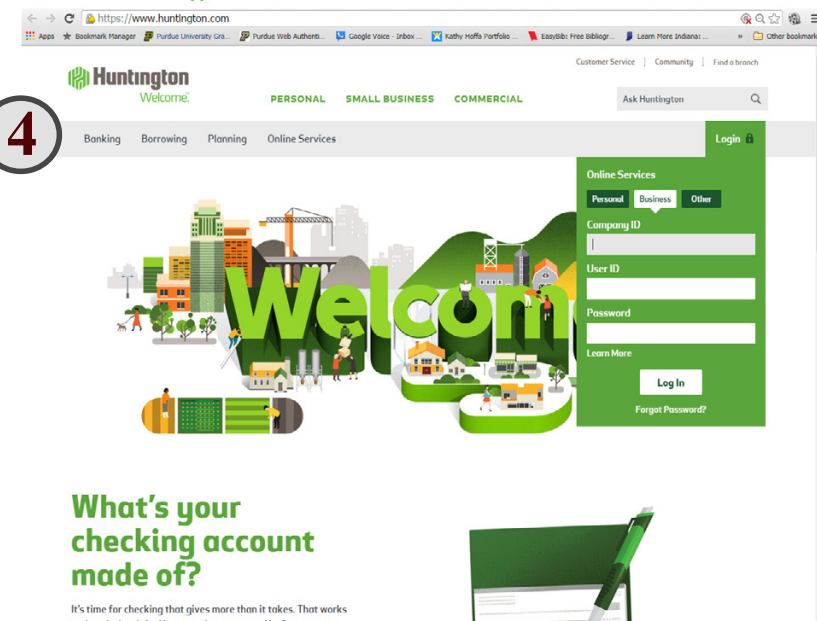 https://www.huntington.com
Apps Bookmark Manager Purdue University Gra... Purdue Web Authenti... Google Voice - Inbox ... Kathy Hoffa Portfolio ... EasyBib: Free Bibliogr... Learn More Indiana: ... » Other bookmark
Customer Service | Community | Find a branch
Huntington
Welcome.
PERSONAL SMALL BUSINESS COMMERCIAL
Ask Huntington
4
Banking Borrowing Planning Online Services
Login
Online Services
Personal Business Other
Company ID
User ID
Password
Learn More
Log In
Forgot Password?
Welcom
What's your
checking account
made of?
It's time for checking that gives more than it takes. That works